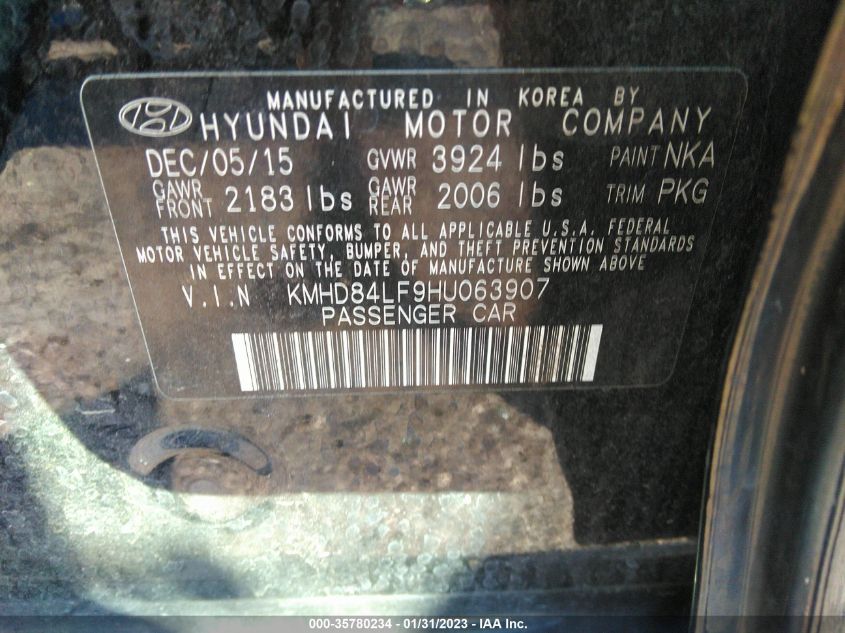 MANUFACTURED IN KOREA BY
HYUNDAI MOTOR COMPANY
DEC/05/15 GVWR 3924 lbs PAINT NKA
GAWR FRONT 2183 lbs GAWR REAR 2006 lbs TRIM PKG
THIS VEHICLE CONFORMS TO ALL APPLICABLE U.S.A. FEDERAL
MOTOR VEHICLE SAFETY, BUMPER, AND THEFT PREVENTION STANDARDS
IN EFFECT ON THE DATE OF MANUFACTURE SHOWN ABOVE
V.I.N KMHD84LF9HU063907
PASSENGER CAR
000-35780234 - 01/31/2023 - IAA Inc.